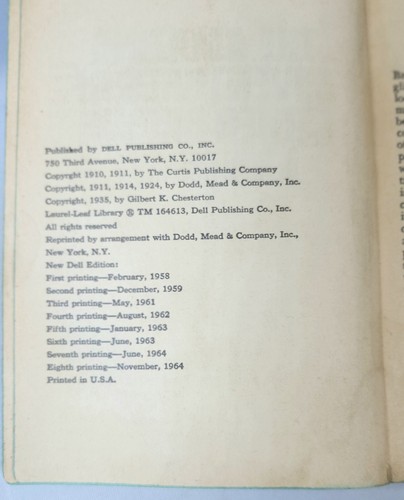 Published by DELL PUBLISHING CO., INC.
750 Third Avenue, New York, N.Y. 10017
Copyright 1910, 1911, by The Curtis Publishing Company
Copyright, 1911, 1914, 1924, by Dodd, Mead & Company, Inc.
Copyright, 1935, by Gilbert K. Chesterton
Laurel-Leaf Library ® TM 164613, Dell Publishing Co., Inc.
All rights reserved
Reprinted by arrangement with Dodd, Mead & Company, Inc.,
New York, N.Y.
New Dell Edition:
First printing—February, 1958
Second printing—December, 1959
Third printing—May, 1961
Fourth printing—August, 1962
Fifth printing—January, 1963
Sixth printing—June, 1963
Seventh printing—June, 1964
Eighth printing—November, 1964
Printed in U.S.A.